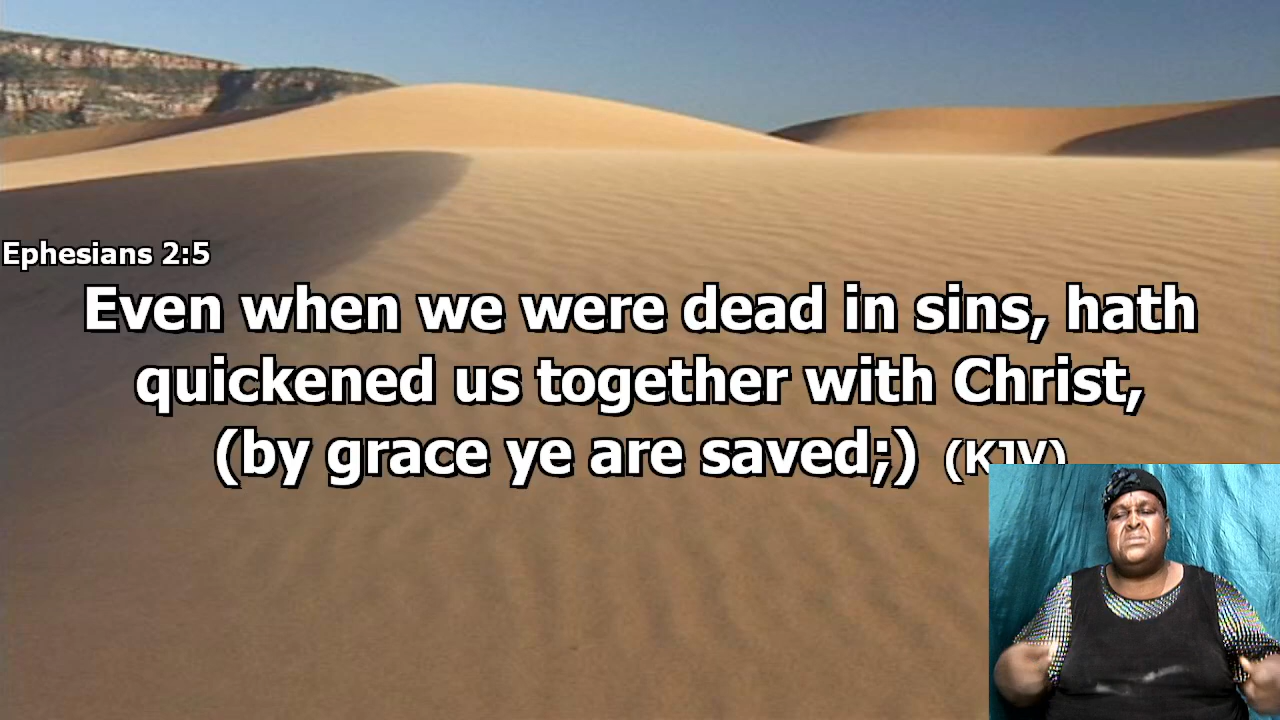 Ephesians 2:5
Even when we were dead in sins, hath
quickened us together with Christ,
(by grace ye are saved;) (KJV)